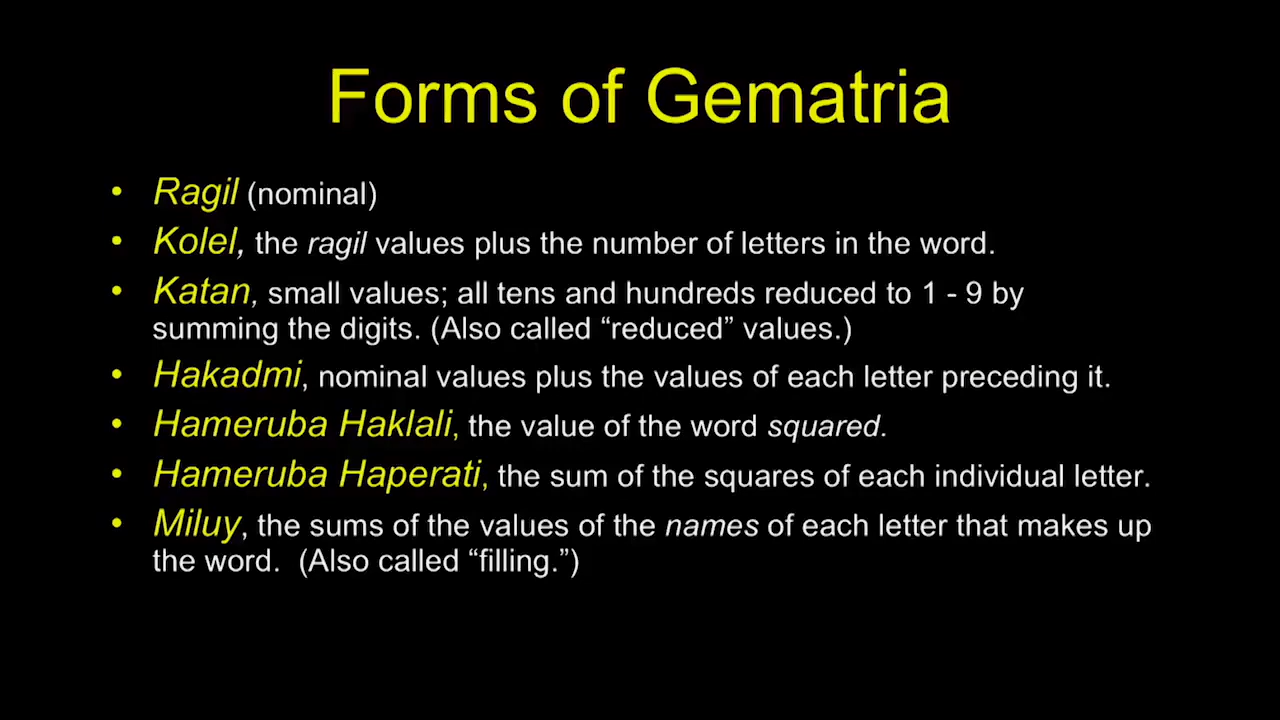 Forms of Gematria
• Ragil (nominal)
• Kolel, the ragil values plus the number of letters in the word.
• Katan, small values; all tens and hundreds reduced to 1 - 9 by
summing the digits. (Also called “reduced” values.)
• Hakadmi, nominal values plus the values of each letter preceding it.
• Hameruba Haklali, the value of the word squared.
• Hameruba Haperati, the sum of the squares of each individual letter.
• Miluy, the sums of the values of the names of each letter that makes up
the word.  (Also called “filling.”)